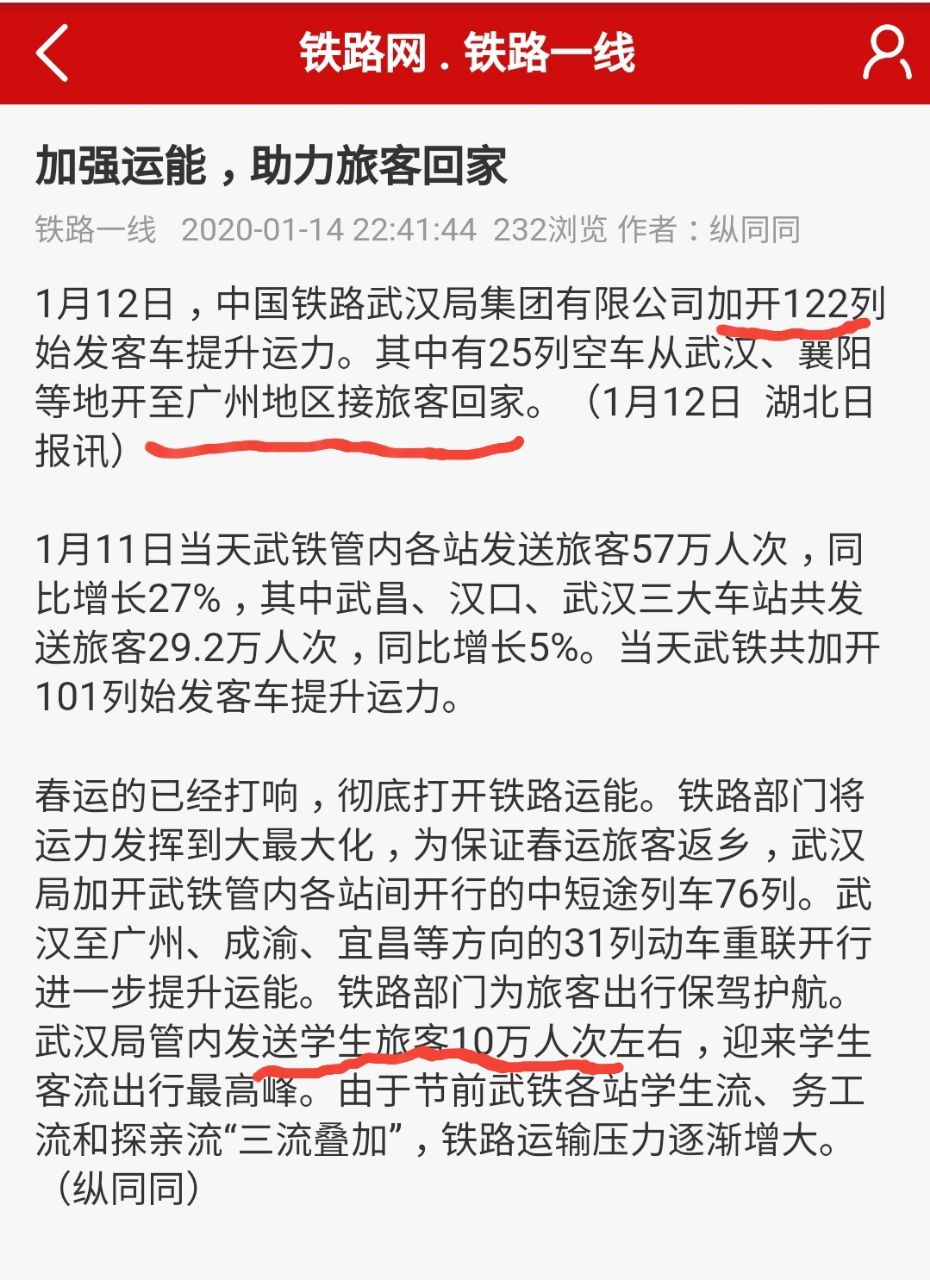 铁路网．铁路一线
加强运能，助力旅客回家
铁路一线 2020-01-14 22:41:44 232浏览 作者：纵同同
1月12日，中国铁路武汉局集团有限公司加开122列
始发客车提升运力。其中有25列空车从武汉、襄阳
等地开至广州地区接旅客回家。（1月12日 湖北日
报讯）
1月11日当天武铁管内各站发送旅客57万人次，同
比增长27%，其中武昌、汉口、武汉三大车站共发
送旅客29.2万人次，同比增长5%。当天武铁共加开
101列始发客车提升运力。
春运的已经打响，彻底打开铁路运能。铁路部门将
运力发挥到大最大化，为保证春运旅客返乡，武汉
局加开武铁管内各站间开行的中短途列车76列。武
汉至广州、成渝、宜昌等方向的31列动车重联开行
进一步提升运能。铁路部门为旅客出行保驾护航。
武汉局管内发送学生旅客10万人次左右，迎来学生
客流出行最高峰。由于节前武铁各站学生流、务工
流和探亲流“三流叠加”，铁路运输压力逐渐增大。
（纵同同）